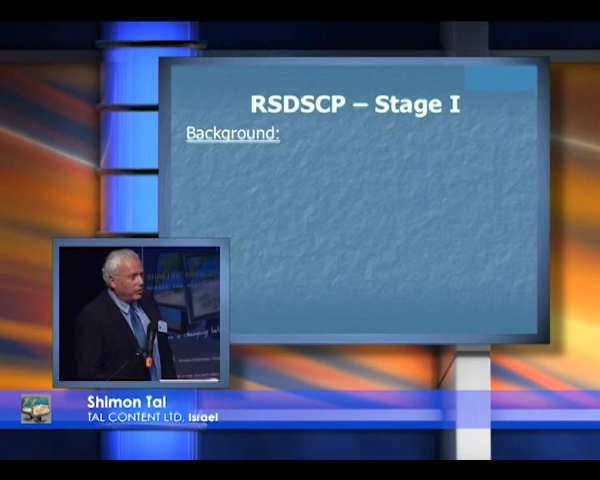 RSDSCP – Stage I
Background:
Shimon Tal
TAL CONTENT LTD, Israel